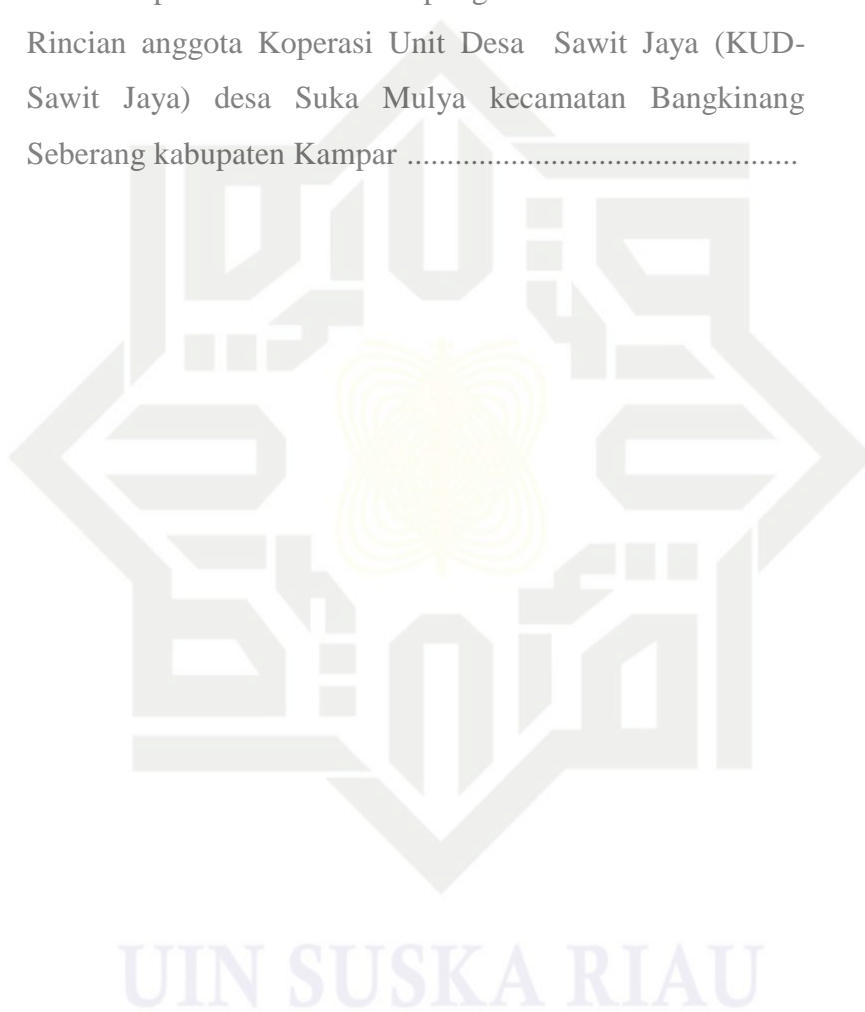 Rincian anggota Koperasi Unit Desa Sawit Jaya (KUD-
Sawit Jaya) desa Suka Mulya kecamatan Bangkinang
Seberang kabupaten Kampar .................................................
UIN SUSKA RIAU